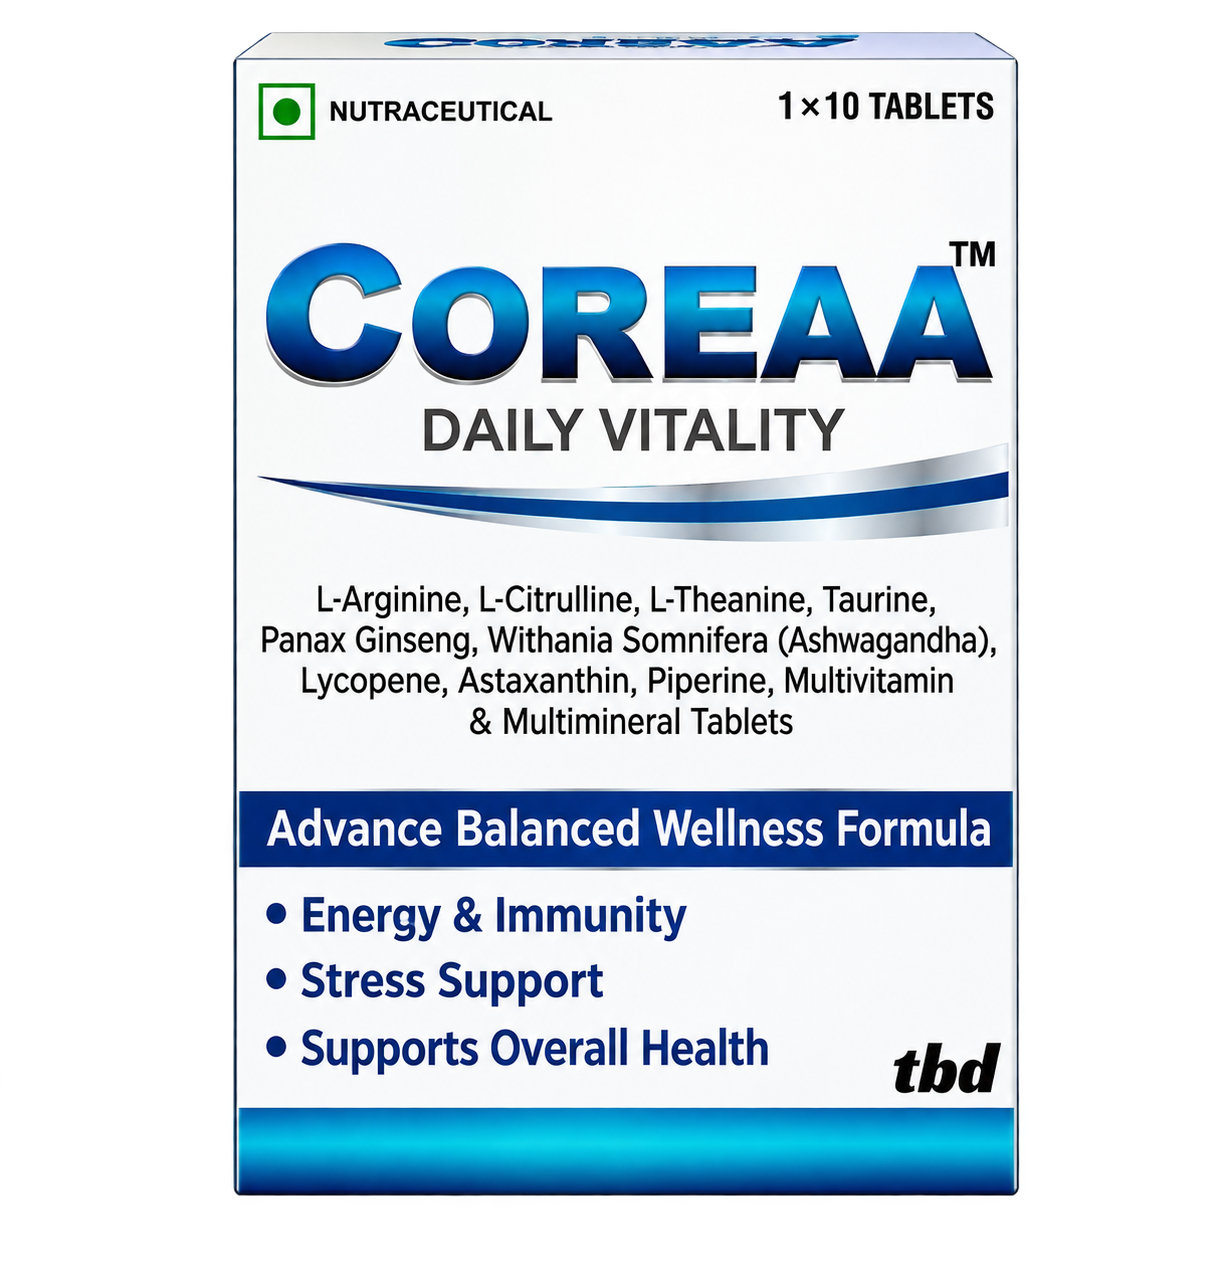 NUTRACEUTICAL
1×10 TABLETS
COREAA™
DAILY VITALITY
L-Arginine, L-Citrulline, L-Theanine, Taurine,
Panax Ginseng, Withania Somnifera (Ashwagandha),
Lycopene, Astaxanthin, Piperine, Multivitamin
& Multimineral Tablets
Advance Balanced Wellness Formula
• Energy & Immunity
• Stress Support
• Supports Overall Health
tbd